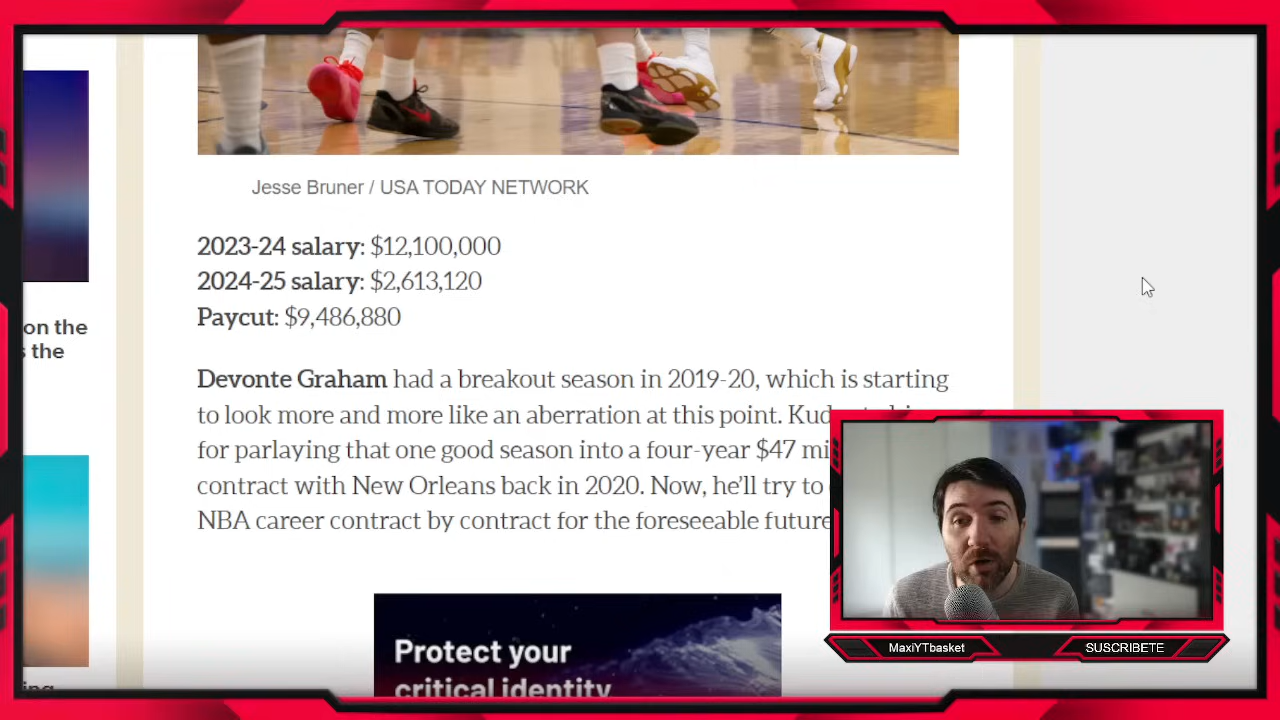 Jesse Bruner / USA TODAY NETWORK
2023-24 salary: $12,100,000
2024-25 salary: $2,613,120
Paycut: $9,486,880
on the
the
Devonte Graham had a breakout season in 2019-20, which is starting
to look more and more like an aberration at this point.
for parlaying that one good season into a four-year $47
contract with New Orleans back in 2020. Now, he'll try to
NBA career contract by contract for the foreseeable future
Protect your
critical identity
MaxiYTbasket
SUSCRIBETE